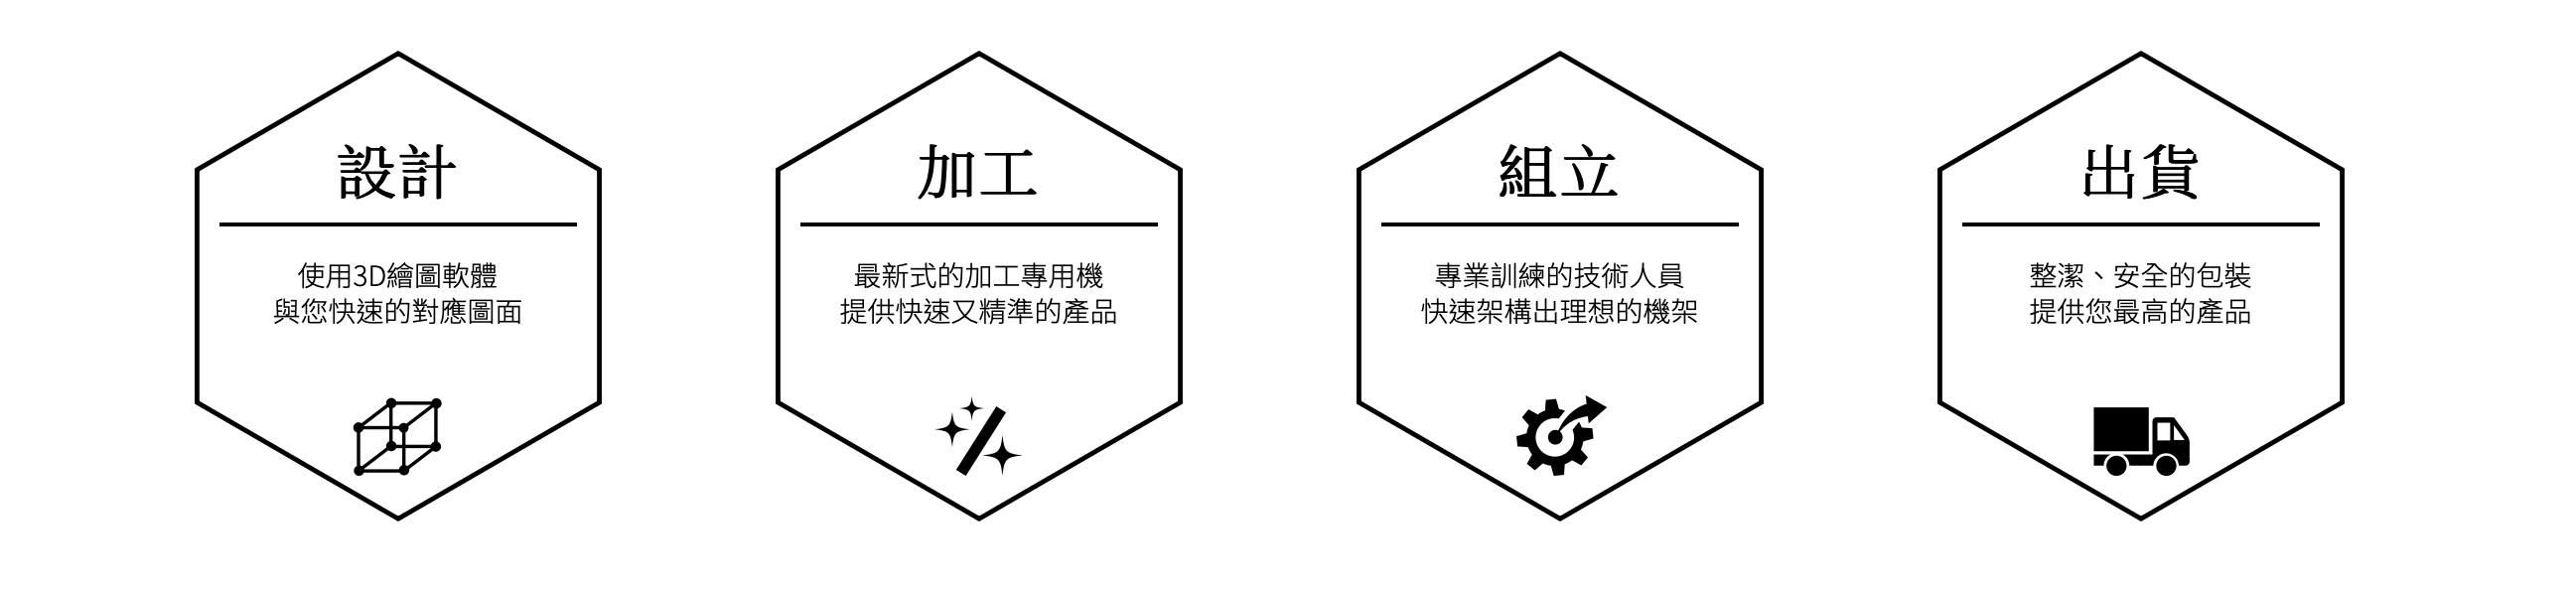 設計
使用3D繪圖軟體
與您快速的對應圖面
加工
最新式的加工專用機
提供快速又精準的產品
組立
專業訓練的技術人員
快速架構出理想的機架
出貨
整潔、安全的包裝
提供您最高的產品